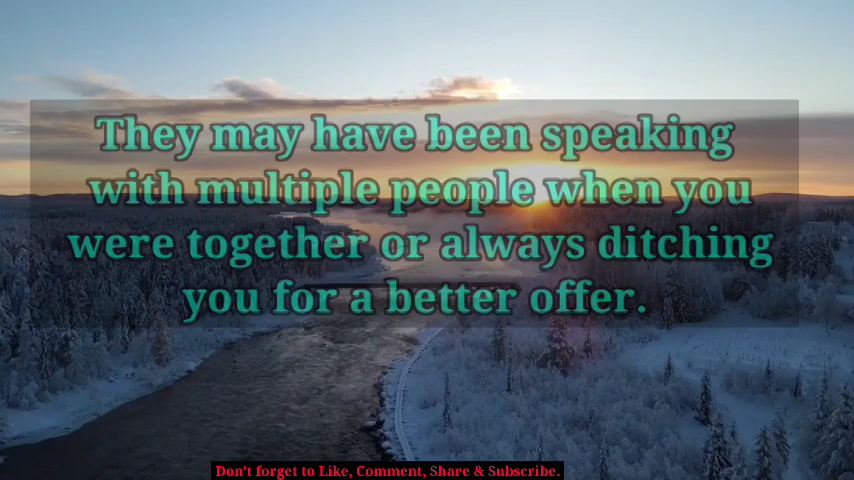 They may have been speaking
with multiple people when you
were together or always ditching
you for a better offer.
Don't forget to Like, Comment, Share & Subscribe.